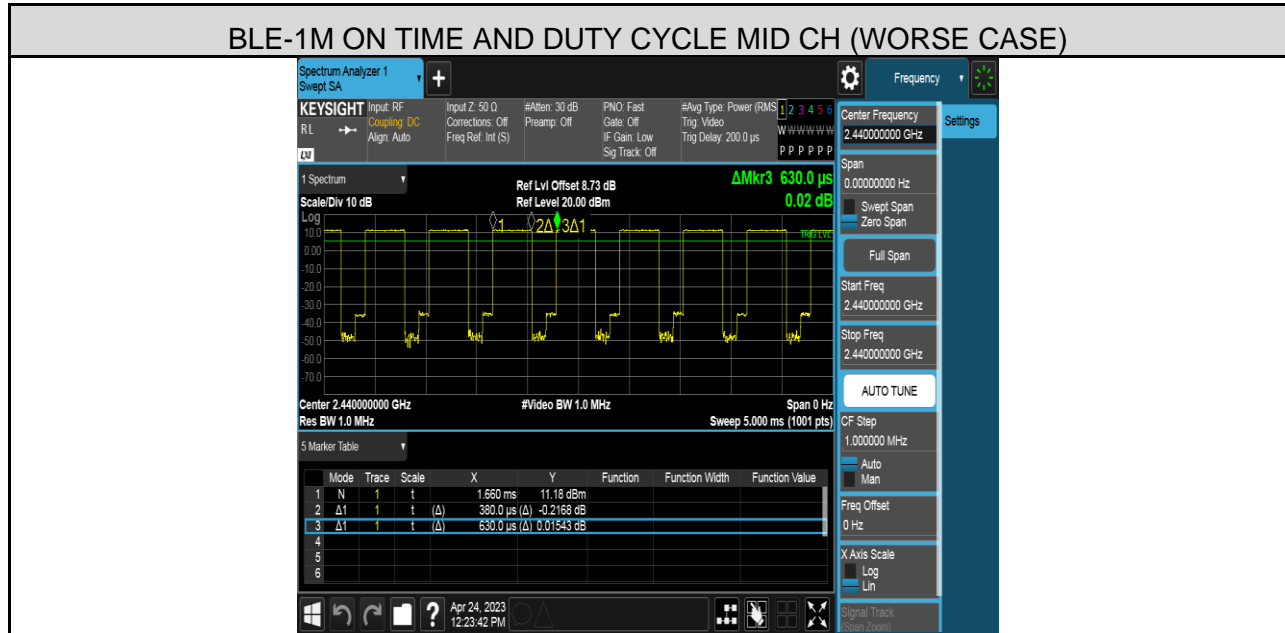 BLE-1M ON TIME AND DUTY CYCLE MID CH (WORSE CASE)
Spectrum Analyzer 1
Swept SA
+
Frequency
KEYSIGHT
RL
LXI
Input: RF
Coupling: DC
Align: Auto
Input Z: 50 Ω
Corrections: Off
Freq Ref: Int (S)
#Atten: 30 dB
Preamp: Off
PNO: Fast
Gate: Off
IF Gain: Low
Sig Track: Off
#Avg Type: Power (RMS
Trig: Video
Trig Delay: 200.0 µs
1 2 3 4 5 6
W W W W W W
P P P P P P
1 Spectrum
Scale/Div 10 dB
Ref Lvl Offset 8.73 dB
Ref Level 20.00 dBm
ΔMkr3 630.0 µs
0.02 dB
Log
10.0
0.00
-10.0
-20.0
-30.0
-40.0
-50.0
-60.0
-70.0
1
2Δ1
3Δ1
TRIG LVL
Center 2.440000000 GHz
#Video BW 1.0 MHz
Span 0 Hz
Res BW 1.0 MHz
Sweep 5.000 ms (1001 pts)
5 Marker Table
Mode Trace Scale X Y Function Function Width Function Value
1 N 1 t 1.660 ms 11.18 dBm
2 Δ1 1 t (Δ) 380.0 µs (Δ) -0.2168 dB
3 Δ1 1 t (Δ) 630.0 µs (Δ) 0.01543 dB
4
5
6
Apr 24, 2023
12:23:42 PM
?
Settings
Center Frequency
2.440000000 GHz
Span
0.00000000 Hz
Swept Span
Zero Span
Full Span
Start Freq
2.440000000 GHz
Stop Freq
2.440000000 GHz
AUTO TUNE
CF Step
1.000000 MHz
Auto
Man
Freq Offset
0 Hz
X Axis Scale
Log
Lin
Signal Track
(Span Zoom)